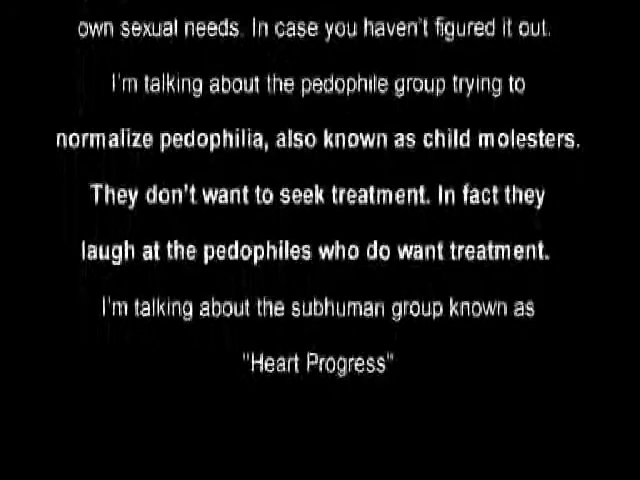 own sexual needs. In case you haven't figured it out.
I'm talking about the pedophile group trying to
normalize pedophilia, also known as child molesters.
They don't want to seek treatment. In fact they
laugh at the pedophiles who do want treatment.
I'm talking about the subhuman group known as
"Heart Progress"